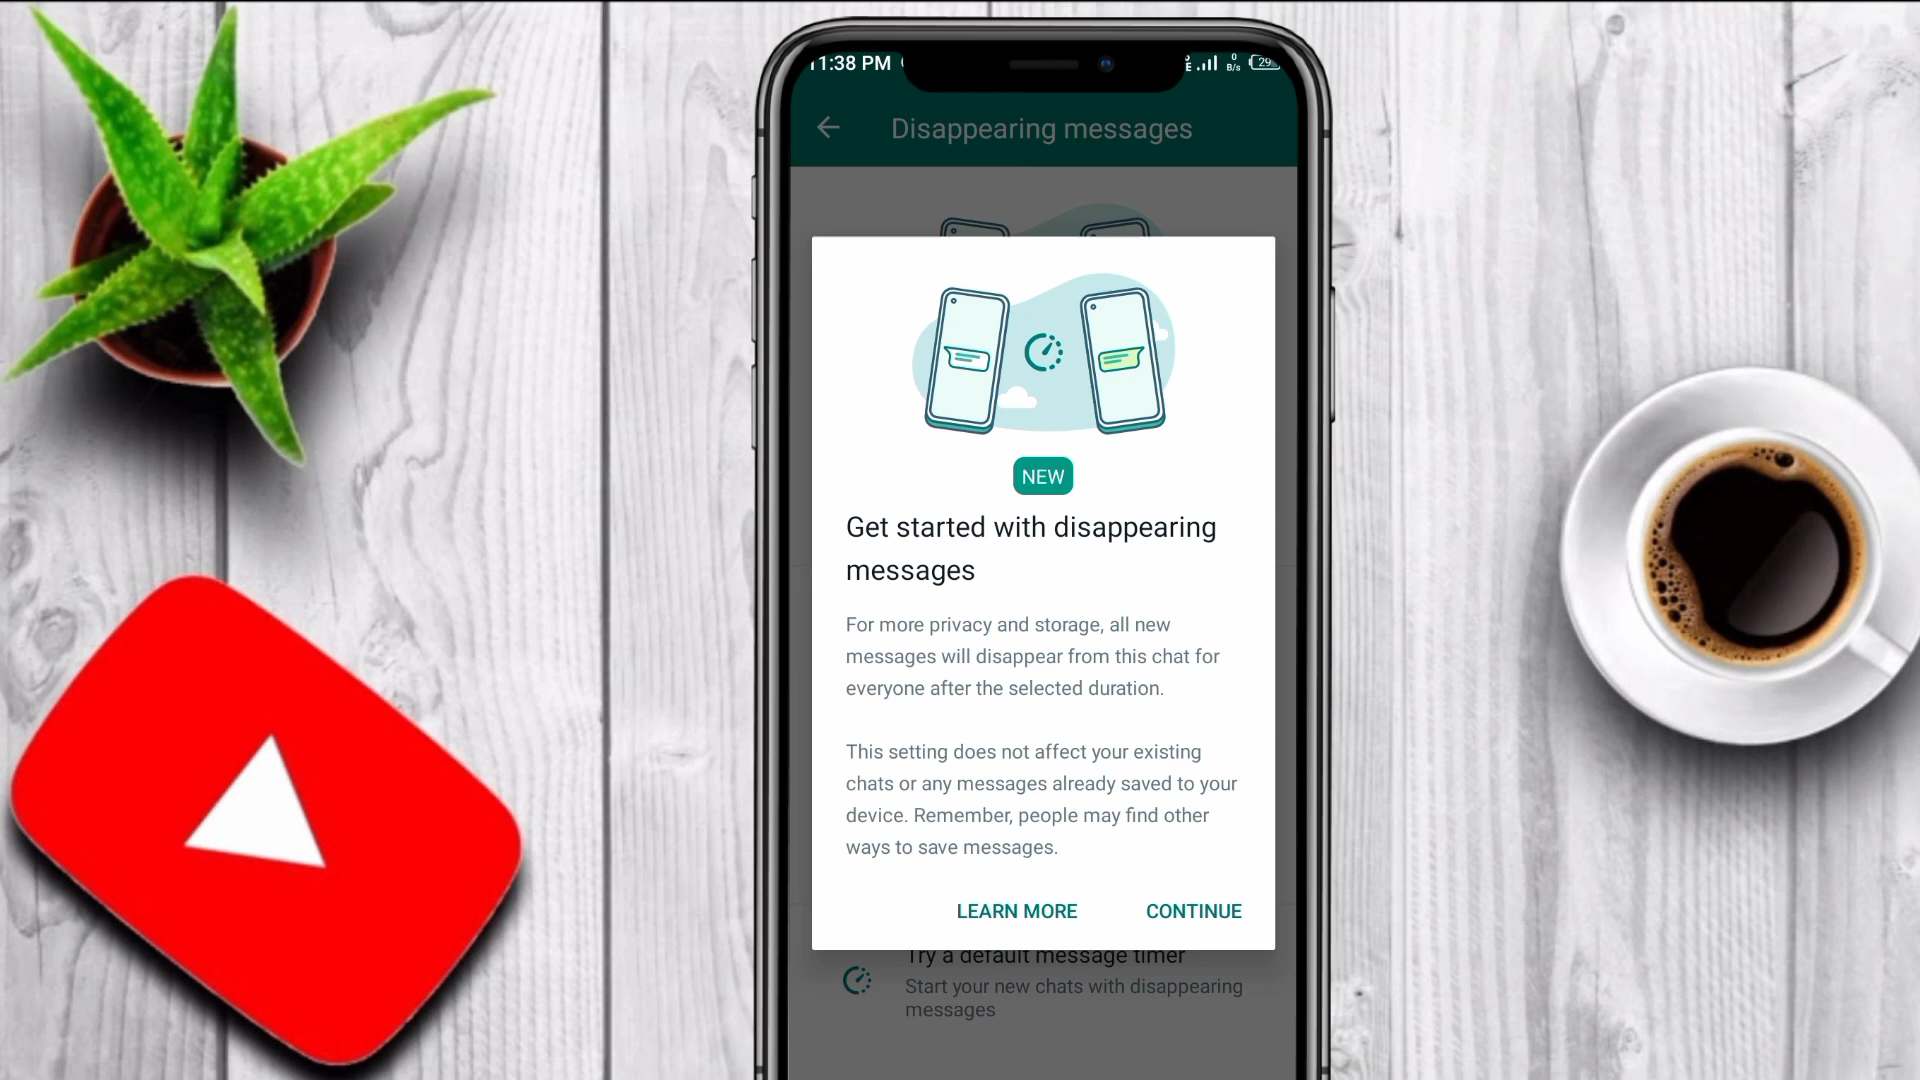 11:38 PM
0
B/s
29
Disappearing messages
NEW
Get started with disappearing
messages
For more privacy and storage, all new
messages will disappear from this chat for
everyone after the selected duration.
This setting does not affect your existing
chats or any messages already saved to your
device. Remember, people may find other
ways to save messages.
LEARN MORE
CONTINUE
Try a default message timer
Start your new chats with disappearing
messages